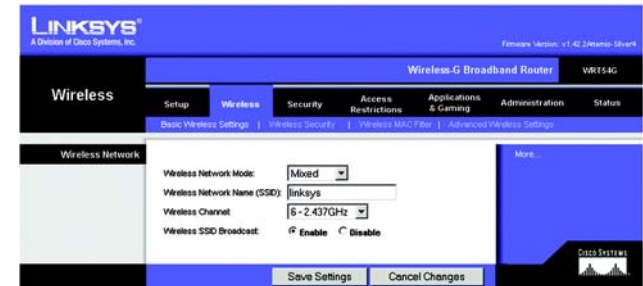 LINKSYS®
A Division of Cisco Systems, Inc.
Firmware Version: v1.42.2
Wireless-G Broadband Router WRT54G
Wireless
Setup Wireless Security Access Restrictions Applications & Gaming Administration Status
Basic Wireless Settings | Wireless Security | Wireless MAC Filter | Advanced Wireless Settings
Wireless Network
More...
Wireless Network Mode: Mixed
Wireless Network Name (SSID): linksys
Wireless Channel: 6 - 2.437GHz
Wireless SSID Broadcast: Enable Disable
CISCO SYSTEMS
Save Settings Cancel Changes